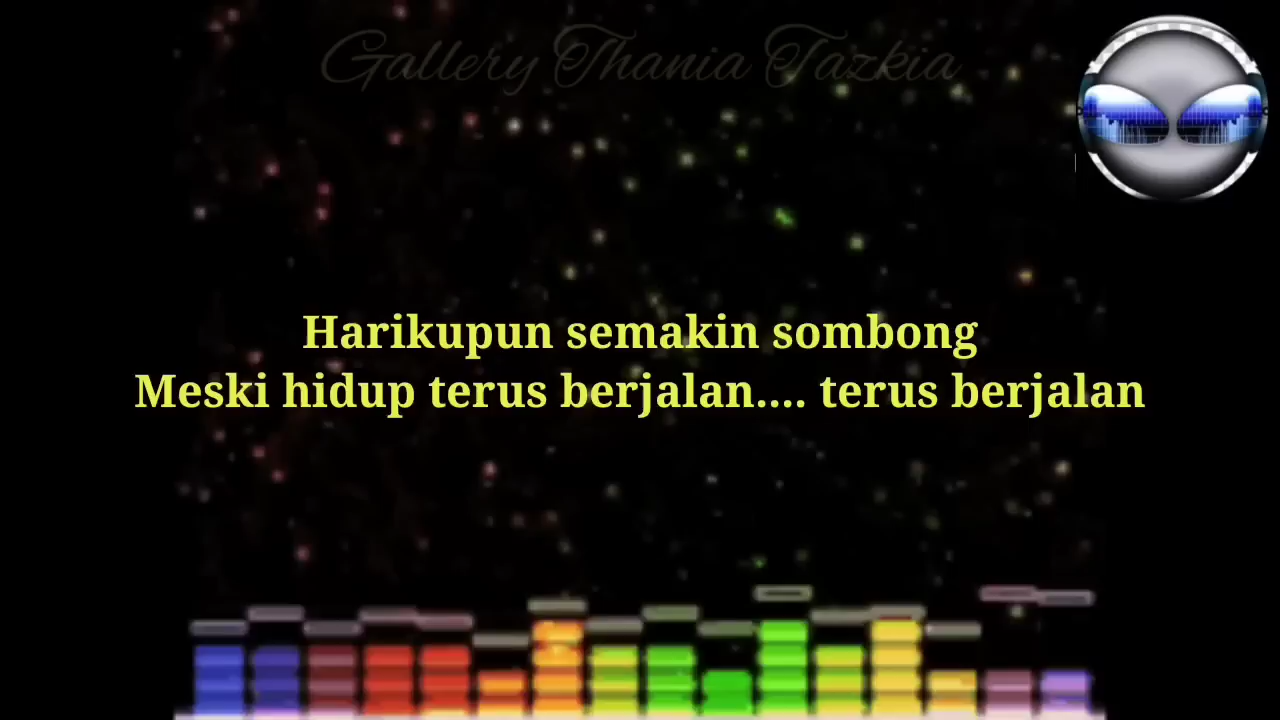 Gallery Thania Tazkia
Harikupun semakin sombong
Meski hidup terus berjalan.... terus berjalan